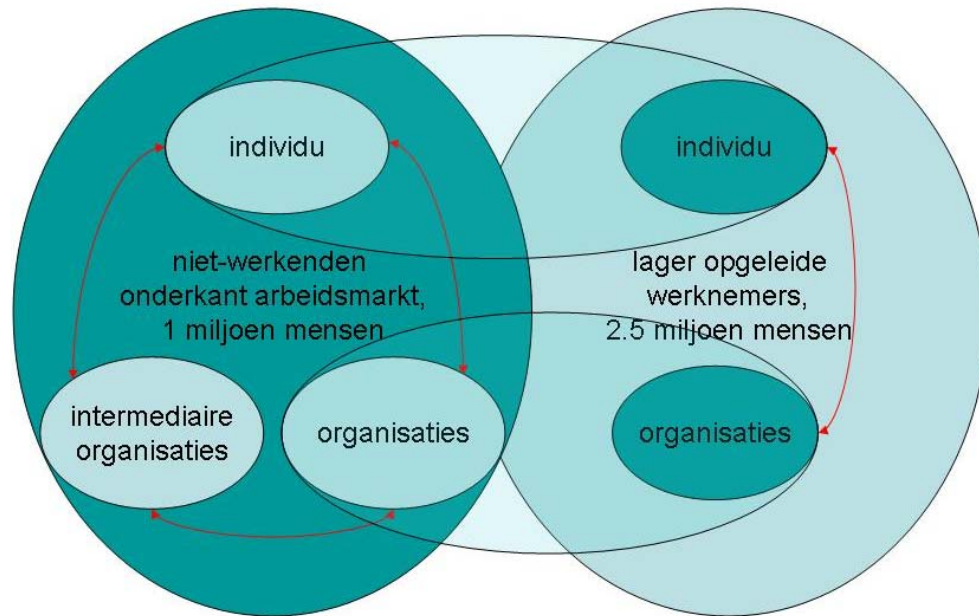 individu
individu
niet-werkenden
onderkant arbeidsmarkt,
1 miljoen mensen
lager opgeleide
werknemers,
2.5 miljoen mensen
intermediaire
organisaties
organisaties
organisaties